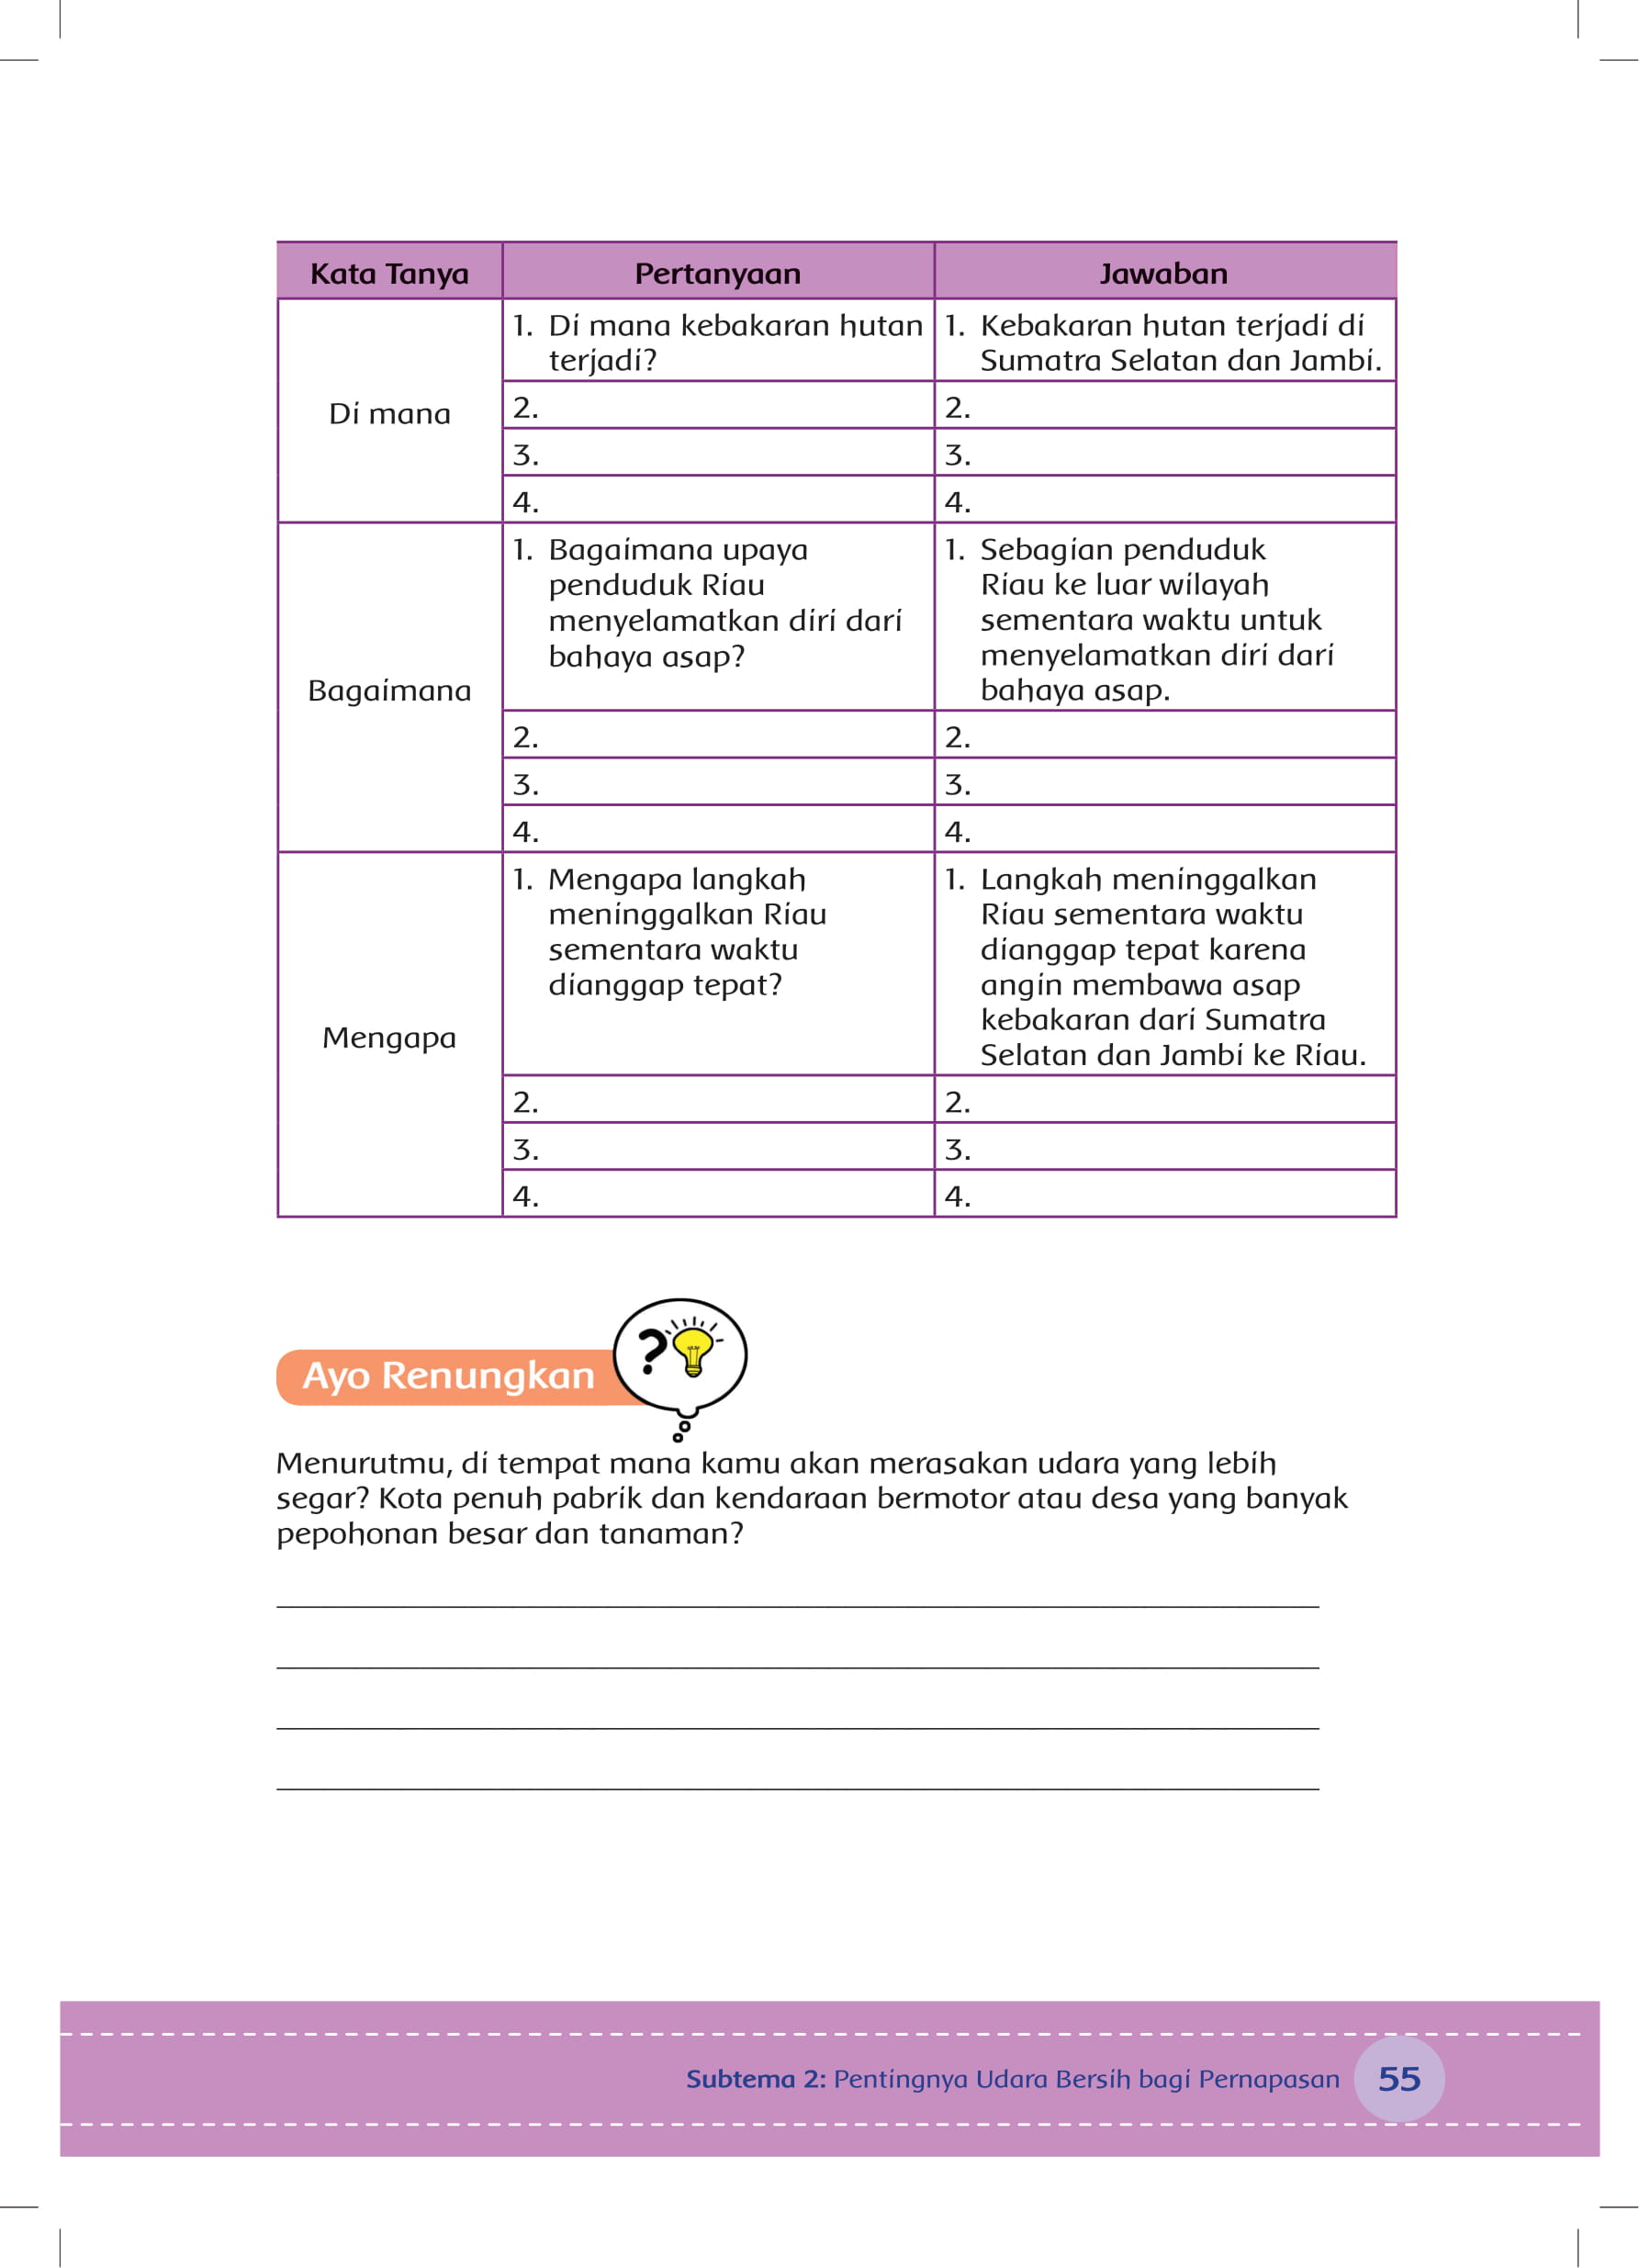 Kata Tanya Pertanyaan Jawaban
Di mana
1. Di mana kebakaran hutan
terjadi?
1. Kebakaran hutan terjadi di
Sumatra Selatan dan Jambi.
2. 2.
3. 3.
4. 4.
Bagaimana
1. Bagaimana upaya
penduduk Riau
menyelamatkan diri dari
bahaya asap?
1. Sebagian penduduk
Riau ke luar wilayah
sementara waktu untuk
menyelamatkan diri dari
bahaya asap.
2. 2.
3. 3.
4. 4.
Mengapa
1. Mengapa langkah
meninggalkan Riau
sementara waktu
dianggap tepat?
1. Langkah meninggalkan
Riau sementara waktu
dianggap tepat karena
angin membawa asap
kebakaran dari Sumatra
Selatan dan Jambi ke Riau.
2. 2.
3. 3.
4. 4.
Ayo Renungkan
?
Menurutmu, di tempat mana kamu akan merasakan udara yang lebih
segar? Kota penuh pabrik dan kendaraan bermotor atau desa yang banyak
pepohonan besar dan tanaman?
Subtema 2: Pentingnya Udara Bersih bagi Pernapasan 55